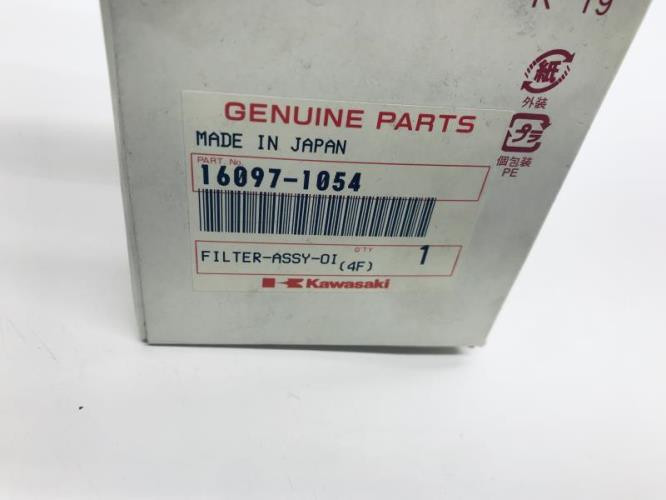 紙
外装
プラ
個包装
PE
GENUINE PARTS
MADE IN JAPAN
PART. No.
16097-1054
FILTER-ASSY-OI (4F)
Q'TY
1
Kawasaki